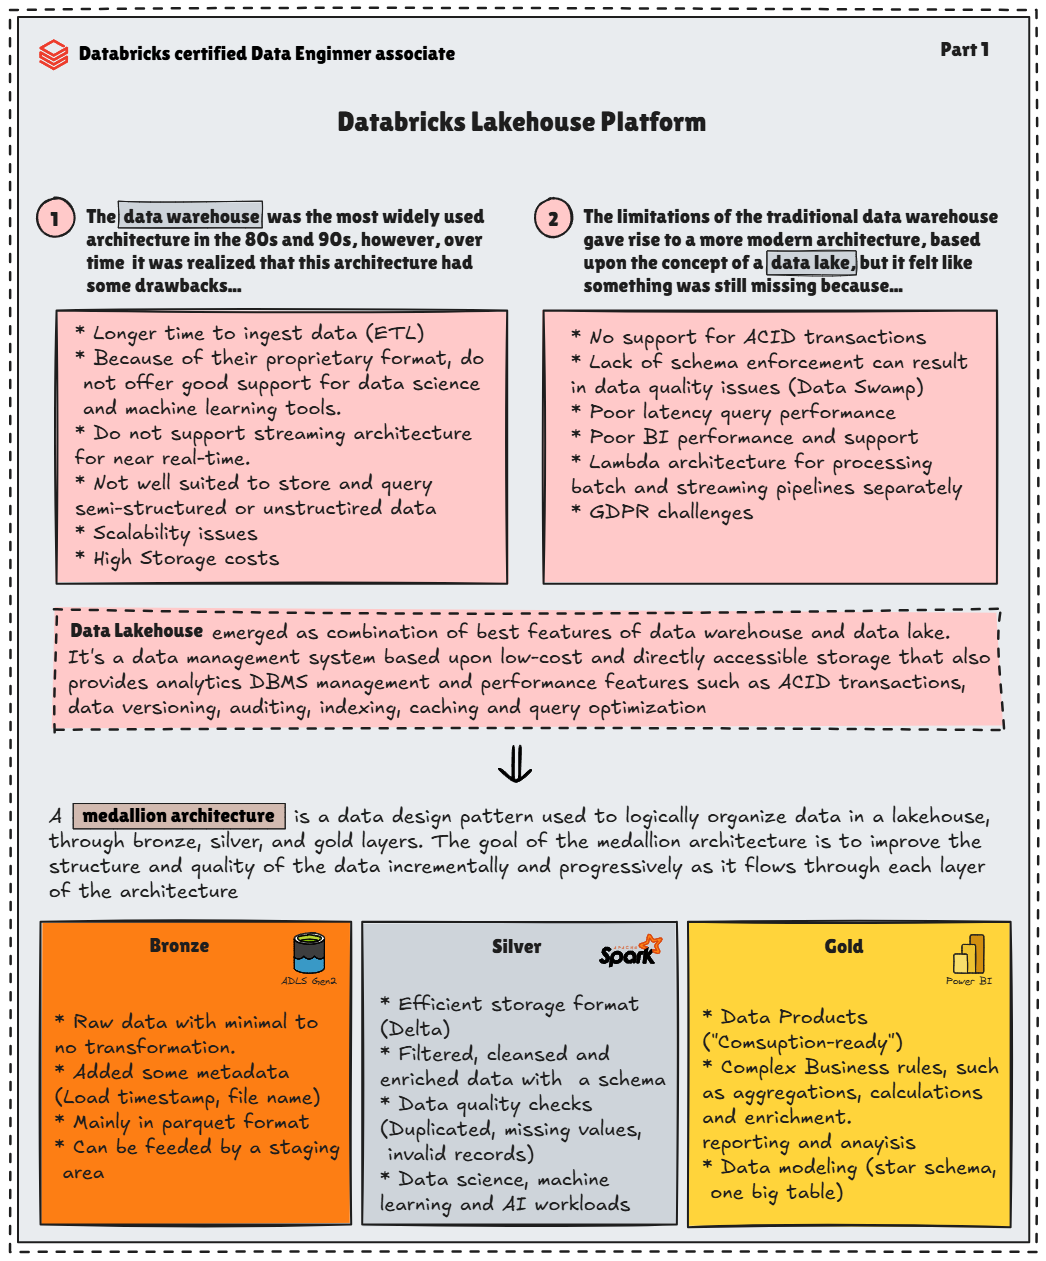 Databricks certified Data Enginner associate
Part 1
Databricks Lakehouse Platform
1
The data warehouse was the most widely used
architecture in the 80s and 90s, however, over
time it was realized that this architecture had
some drawbacks...
* Longer time to ingest data (ETL)
* Because of their proprietary format, do
not offer good support for data science
and machine learning tools.
* Do not support streaming architecture
for near real-time.
* Not well suited to store and query
semi-structured or unstructired data
* Scalability issues
* High Storage costs
2
The limitations of the traditional data warehouse
gave rise to a more modern architecture, based
upon the concept of a data lake, but it felt like
something was still missing because...
* No support for ACID transactions
* Lack of schema enforcement can result
in data quality issues (Data Swamp)
* Poor latency query performance
* Poor BI performance and support
* Lambda architecture for processing
batch and streaming pipelines separately
* GDPR challenges
Data Lakehouse emerged as combination of best features of data warehouse and data lake.
It's a data management system based upon low-cost and directly accessible storage that also
provides analytics DBMS management and performance features such as ACID transactions,
data versioning, auditing, indexing, caching and query optimization
A medallion architecture is a data design pattern used to logically organize data in a lakehouse,
through bronze, silver, and gold layers. The goal of the medallion architecture is to improve the
structure and quality of the data incrementally and progressively as it flows through each layer
of the architecture
Bronze
ADLS Gen2
* Raw data with minimal to
no transformation.
* Added some metadata
(Load timestamp, file name)
* Mainly in parquet format
* Can be feeded by a staging
area
Silver
APACHE
Spark
* Efficient storage format
(Delta)
* Filtered, cleansed and
enriched data with a schema
* Data quality checks
(Duplicated, missing values,
invalid records)
* Data science, machine
learning and AI workloads
Gold
Power BI
* Data Products
("Comsuption-ready")
* Complex Business rules, such
as aggregations, calculations
and enrichment.
reporting and anayisis
* Data modeling (star schema,
one big table)